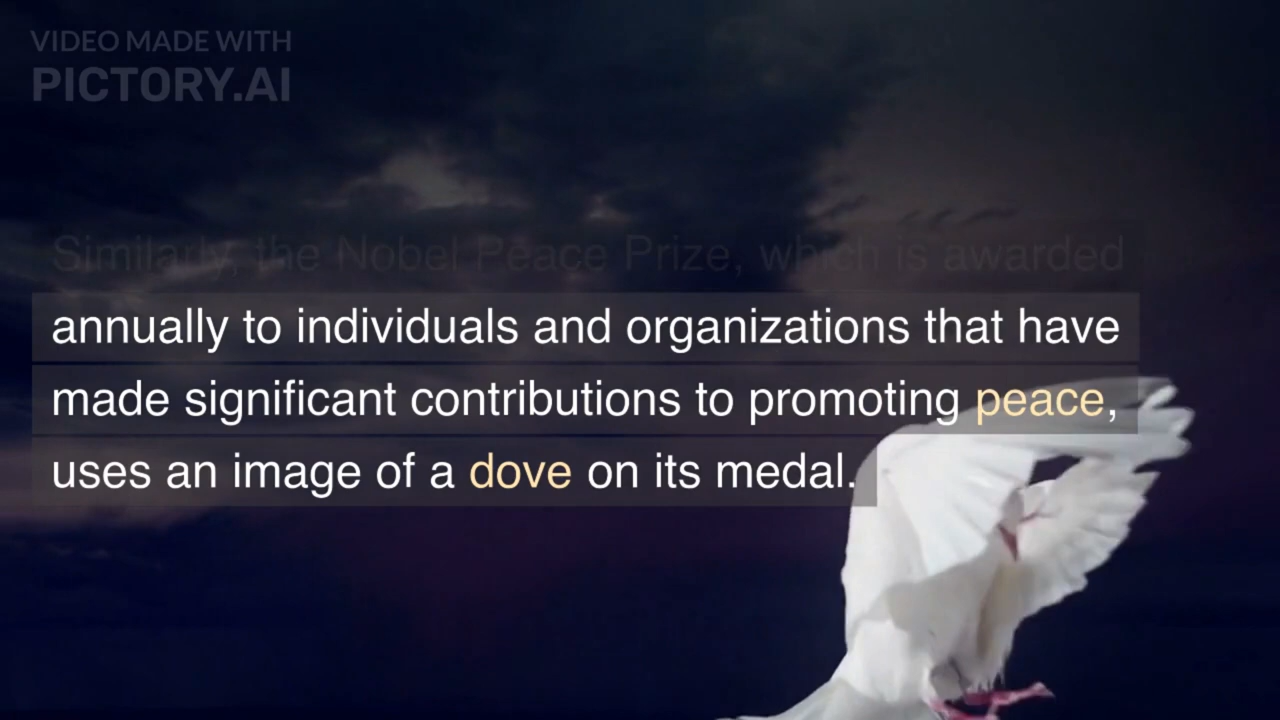 VIDEO MADE WITH
PICTORY.AI
Similarly, the Nobel Peace Prize, which is awarded
annually to individuals and organizations that have
made significant contributions to promoting peace,
uses an image of a dove on its medal.